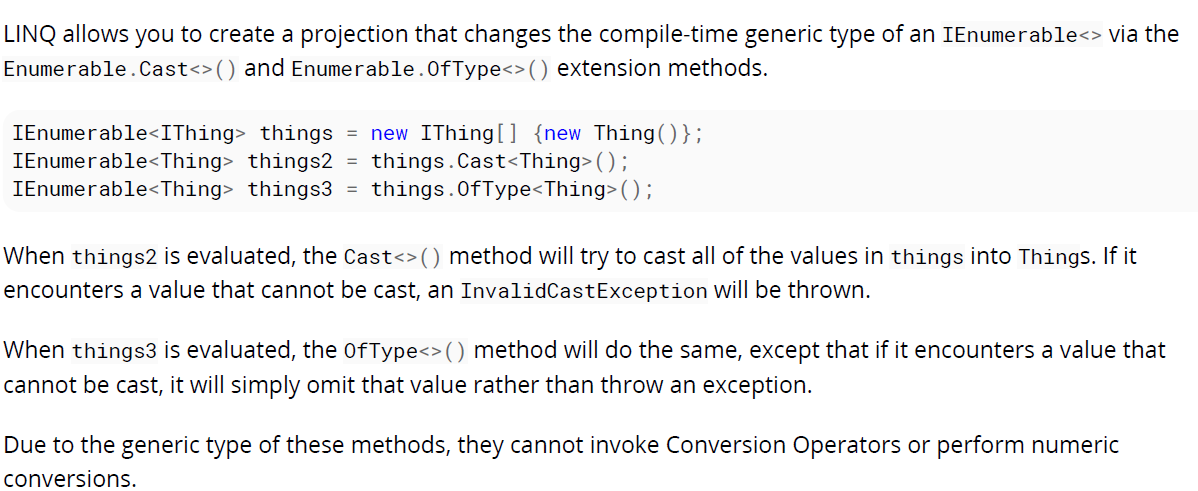 LINQ allows you to create a projection that changes the compile-time generic type of an IEnumerable<> via the
Enumerable.Cast<>() and Enumerable.OfType<>() extension methods.
IEnumerable<IThing> things = new IThing[] {new Thing()};
IEnumerable<Thing> things2 = things.Cast<Thing>();
IEnumerable<Thing> things3 = things.OfType<Thing>();
When things2 is evaluated, the Cast<>() method will try to cast all of the values in things into Things. If it
encounters a value that cannot be cast, an InvalidCastException will be thrown.
When things3 is evaluated, the OfType<>() method will do the same, except that if it encounters a value that
cannot be cast, it will simply omit that value rather than throw an exception.
Due to the generic type of these methods, they cannot invoke Conversion Operators or perform numeric
conversions.